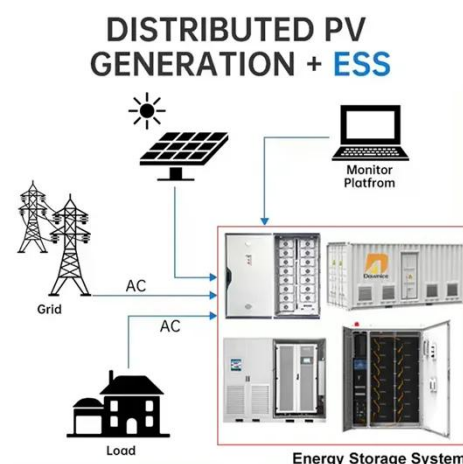 DISTRIBUTED PV
GENERATION + ESS
Monitor
Platfrom
Grid
AC
AC
Load
Energy Storage System